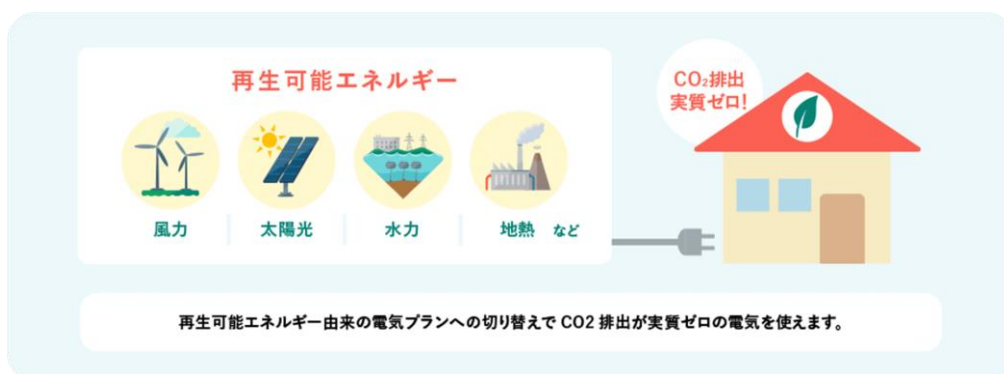 再生可能エネルギー
CO₂排出
実質ゼロ!
風力
太陽光
水力
地熱 など
再生可能エネルギー由来の電気プランへの切り替えで CO2 排出が実質ゼロの電気を使えます。